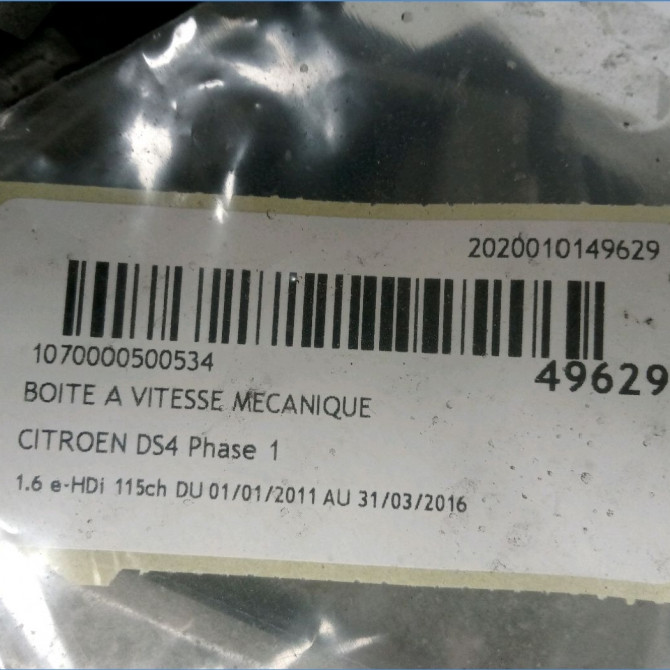 2020010149629
1070000500534
49629
BOITE A VITESSE MECANIQUE
CITROEN DS4 Phase 1
1.6 e-HDi 115ch DU 01/01/2011 AU 31/03/2016